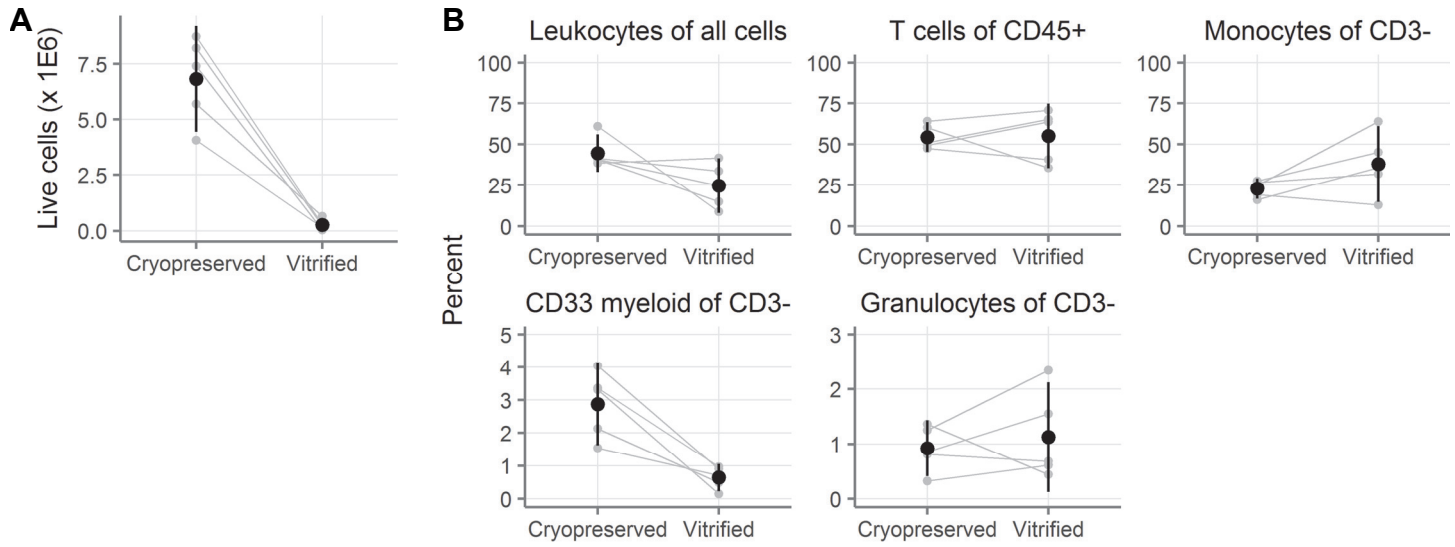 A
Live cells (x 1E6)
7.5
5.0
2.5
0.0
Cryopreserved Vitrified
B
Percent
Leukocytes of all cells
100
75
50
25
0
Cryopreserved Vitrified
T cells of CD45+
100
75
50
25
0
Cryopreserved Vitrified
Monocytes of CD3-
100
75
50
25
0
Cryopreserved Vitrified
CD33 myeloid of CD3-
5
4
3
2
1
0
Cryopreserved Vitrified
Granulocytes of CD3-
3
2
1
0
Cryopreserved Vitrified